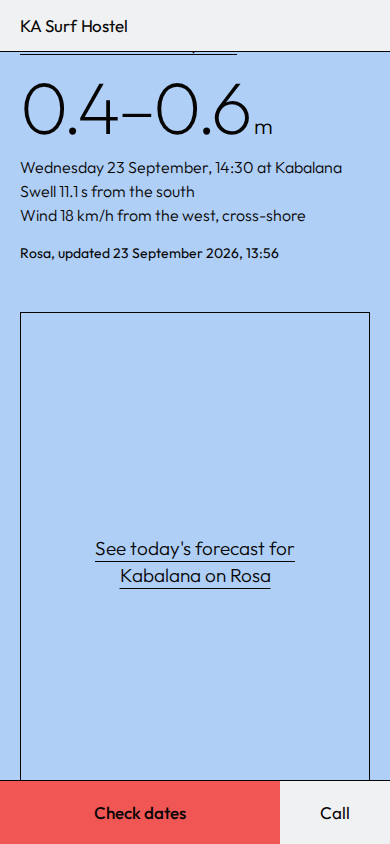 KA Surf Hostel
0.4–0.6 m
Wednesday 23 September, 14:30 at Kabalana
Swell 11.1 s from the south
Wind 18 km/h from the west, cross-shore
Rosa, updated 23 September 2026, 13:56
See today's forecast for
Kabalana on Rosa
Check dates
Call